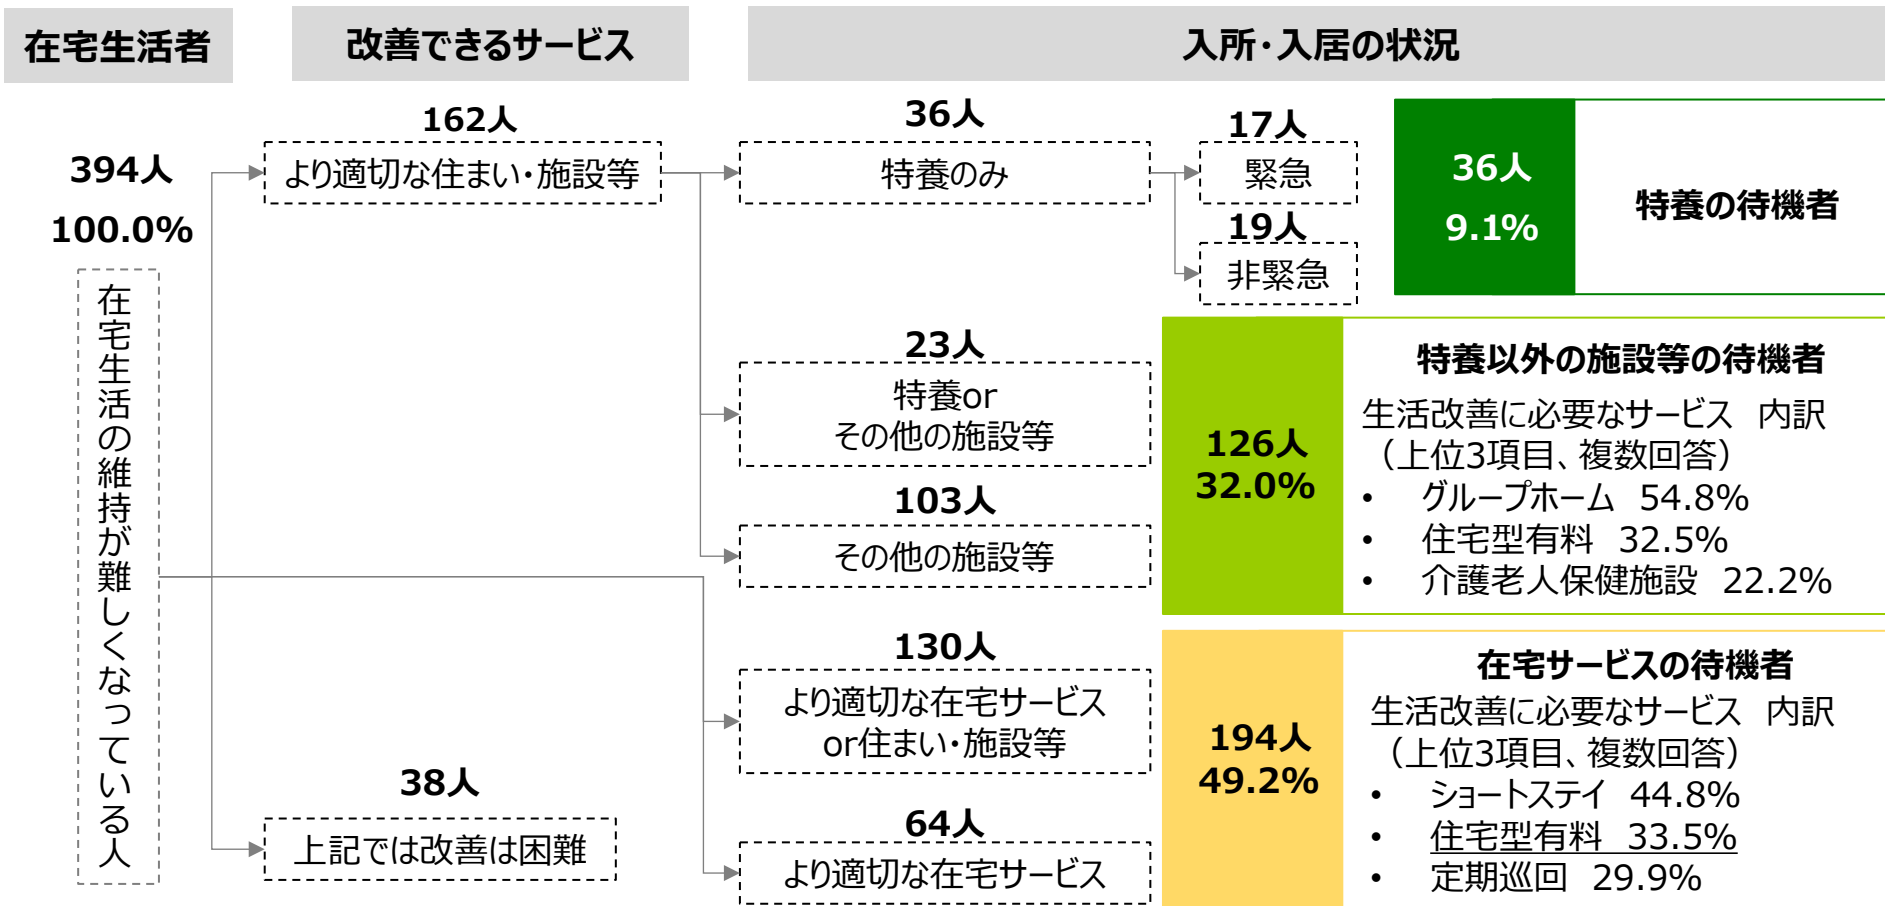 在宅生活者
改善できるサービス
入所・入居の状況
394人
100.0%
在宅生活の維持が難しくなっている人
162人
より適切な住まい・施設等
38人
上記では改善は困難
36人
特養のみ
17人
緊急
19人
非緊急
23人
特養or
その他の施設等
103人
その他の施設等
130人
より適切な在宅サービス
or住まい・施設等
64人
より適切な在宅サービス
36人
9.1%
特養の待機者
126人
32.0%
特養以外の施設等の待機者
生活改善に必要なサービス 内訳
（上位3項目、複数回答）
• グループホーム 54.8%
• 住宅型有料 32.5%
• 介護老人保健施設 22.2%
194人
49.2%
在宅サービスの待機者
生活改善に必要なサービス 内訳
（上位3項目、複数回答）
• ショートステイ 44.8%
• 住宅型有料 33.5%
• 定期巡回 29.9%